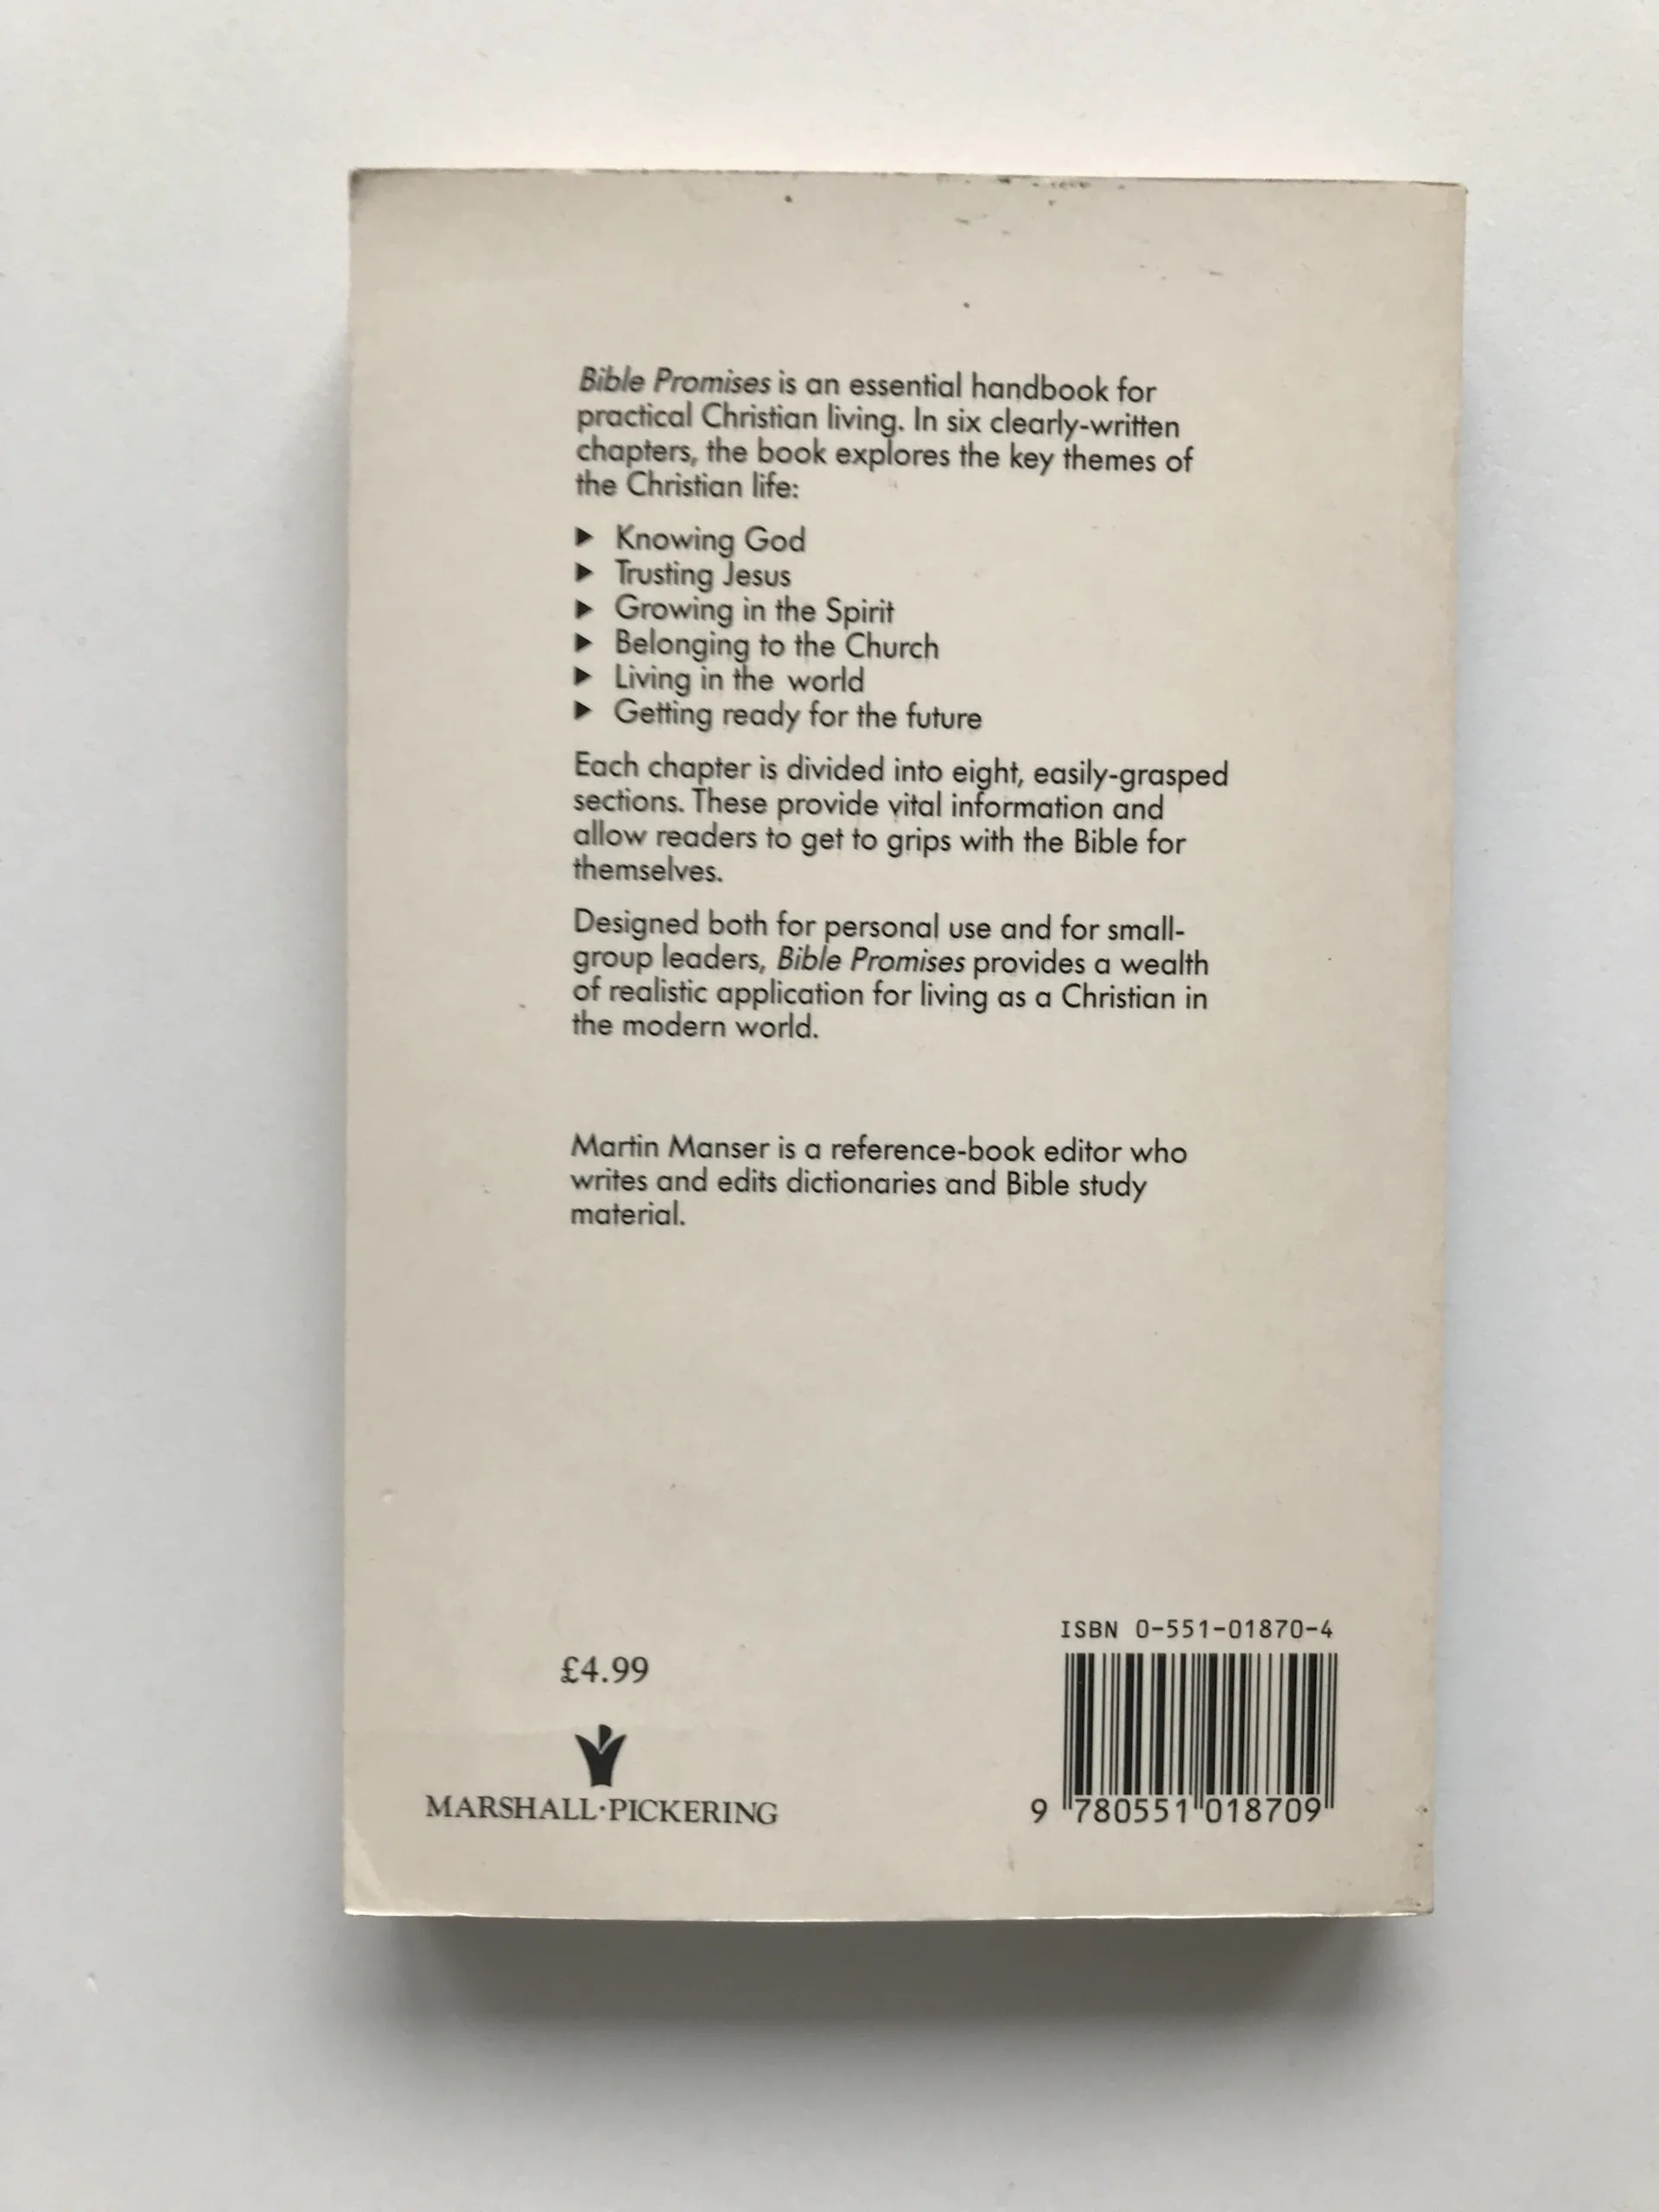 Bible Promises is an essential handbook for
practical Christian living. In six clearly-written
chapters, the book explores the key themes of
the Christian life:
▶ Knowing God
▶ Trusting Jesus
▶ Growing in the Spirit
▶ Belonging to the Church
▶ Living in the world
▶ Getting ready for the future
Each chapter is divided into eight, easily-grasped
sections. These provide vital information and
allow readers to get to grips with the Bible for
themselves.
Designed both for personal use and for small-
group leaders, Bible Promises provides a wealth
of realistic application for living as a Christian in
the modern world.
Martin Manser is a reference-book editor who
writes and edits dictionaries and Bible study
material.
£4.99
MARSHALL·PICKERING
ISBN 0-551-01870-4
9 780551 018709